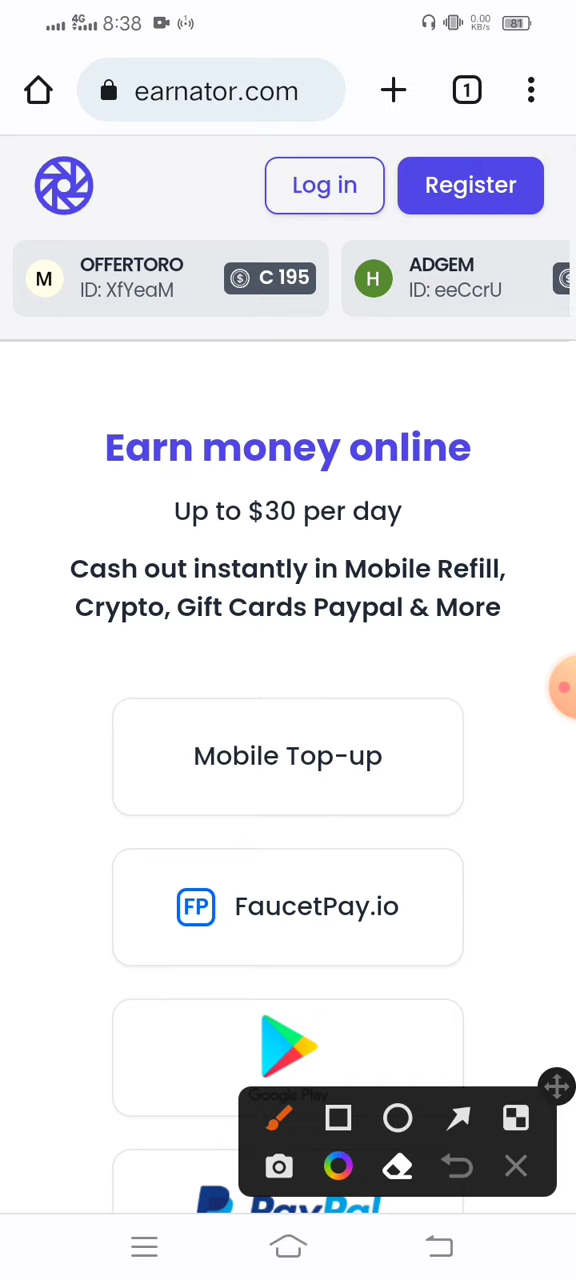 4G 8:38 0.00 KB/s 81
earnator.com 1
Log in Register
OFFERTORO
ID: XfYeaM
M
C 195
ADGEM
ID: eeCcrU
H
Earn money online
Up to $30 per day
Cash out instantly in Mobile Refill,
Crypto, Gift Cards Paypal & More
Mobile Top-up
FP FaucetPay.io
Google Play
PayPal